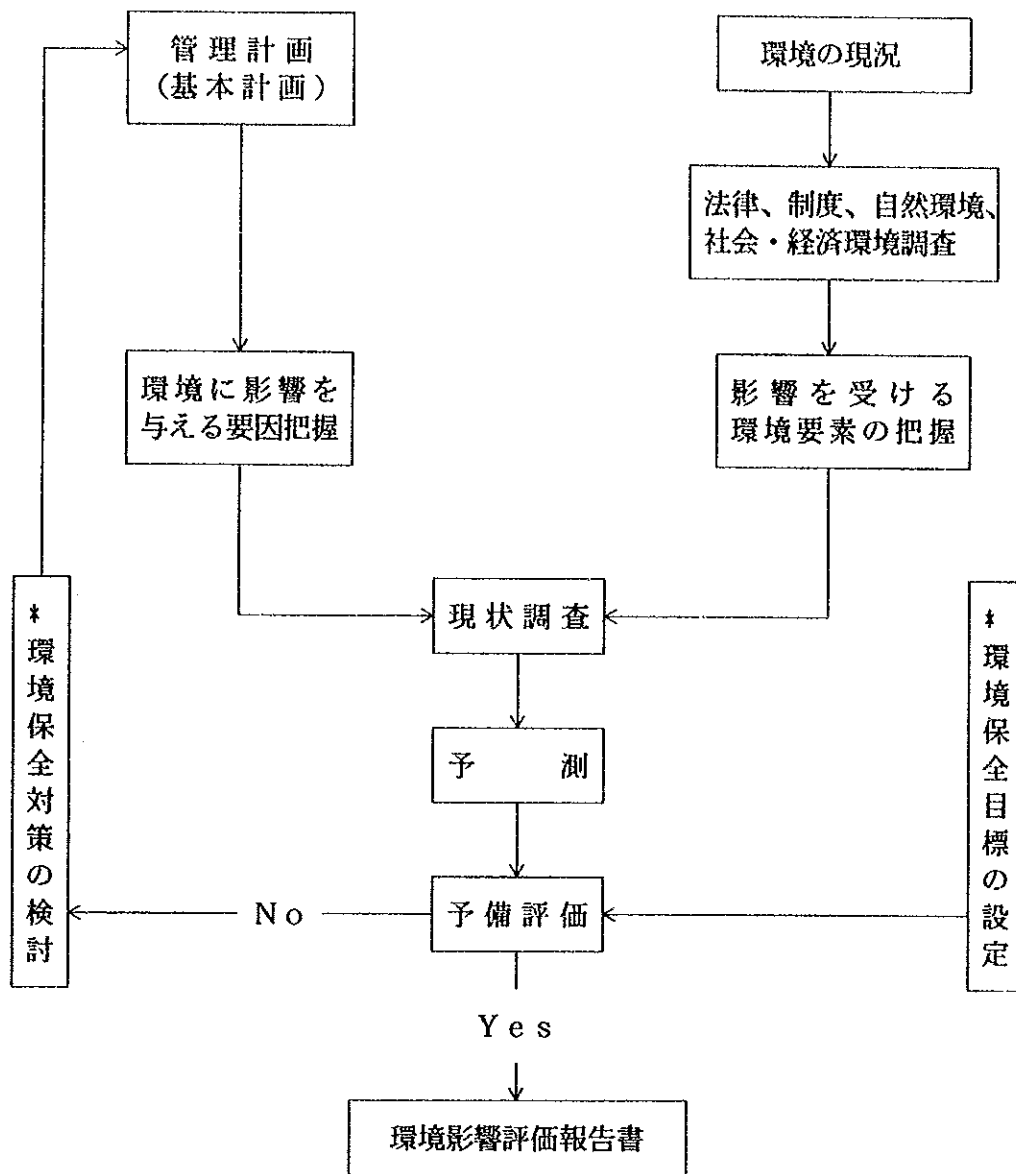 管理計画
(基本計画)
環境の現況
法律、制度、自然環境、
社会・経済環境調査
環境に影響を
与える要因把握
影響を受ける
環境要素の把握
現状調査
予 測
予備評価
*環境保全対策の検討
*環境保全目標の設定
No
Yes
環境影響評価報告書